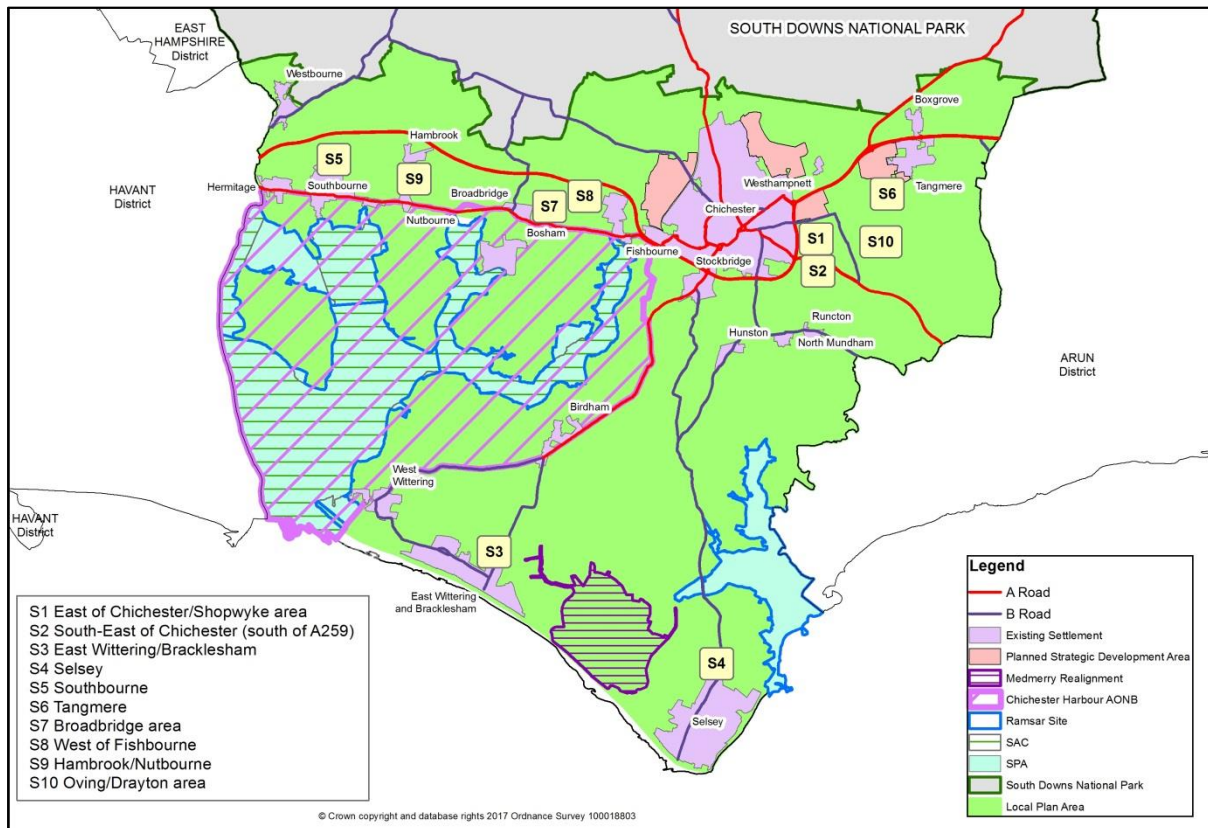 EAST
HAMPSHIRE
District
SOUTH DOWNS NATIONAL PARK
Westbourne
Boxgrove
Hambrook
S5
S9
S8
S7
S6
Westhampnett
Tangmere
HAVANT
District
Hermitage
Southbourne
Broadbridge
Nutbourne
Bosham
Chichester
S1
S10
Fishbourne
Stockbridge
S2
Runcton
Hunston
North Mundham
ARUN
District
Birdham
West
Wittering
HAVANT
District
S3
East Wittering
and Bracklesham
S4
Selsey
S1 East of Chichester/Shopwyke area
S2 South-East of Chichester (south of A259)
S3 East Wittering/Bracklesham
S4 Selsey
S5 Southbourne
S6 Tangmere
S7 Broadbridge area
S8 West of Fishbourne
S9 Hambrook/Nutbourne
S10 Oving/Drayton area
Legend
A Road
B Road
Existing Settlement
Planned Strategic Development Area
Medmerry Realignment
Chichester Harbour AONB
Ramsar Site
SAC
SPA
South Downs National Park
Local Plan Area
© Crown copyright and database rights 2017 Ordnance Survey 100018803